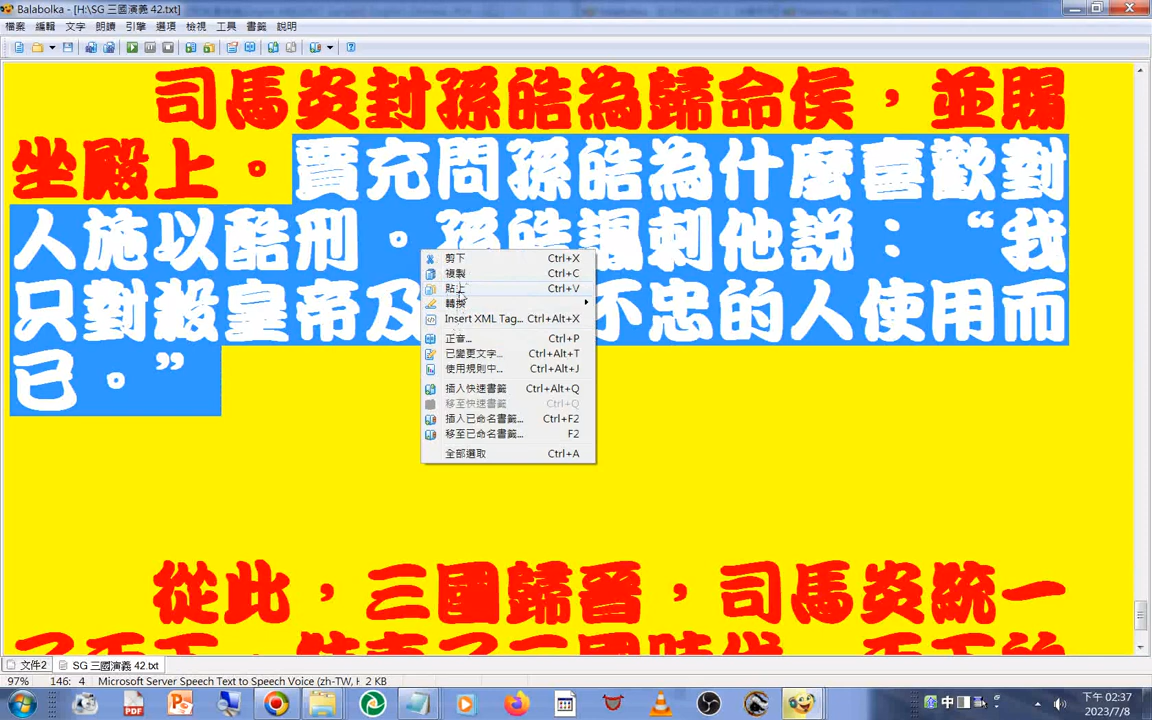 Balabolka - [H:\SG 三國演義 42.txt]
檔案 編輯 文字 朗讀 引擎 選項 檢視 工具 書籤 說明
司馬炎封孫皓為歸命侯，並賜
坐殿上。賈充問孫皓為什麼喜歡對
人施以酷刑。孫皓諷刺他説：“我
只對殺皇帝及 不忠的人使用而
已。”
剪下 Ctrl+X
複製 Ctrl+C
貼上 Ctrl+V
轉換
Insert XML Tag... Ctrl+Alt+X
正音... Ctrl+P
已變更文字... Ctrl+Alt+T
使用規則中... Ctrl+Alt+J
插入快速書籤 Ctrl+Alt+Q
移至快速書籤 Ctrl+Q
插入已命名書籤... Ctrl+F2
移至已命名書籤... F2
全部選取 Ctrl+A
從此，三國歸晉，司馬炎統一
文件2 SG 三國演義 42.txt
97% 146: 4 Microsoft Server Speech Text to Speech Voice (zh-TW, H 2 KB
中
下午 02:37
2023/7/8